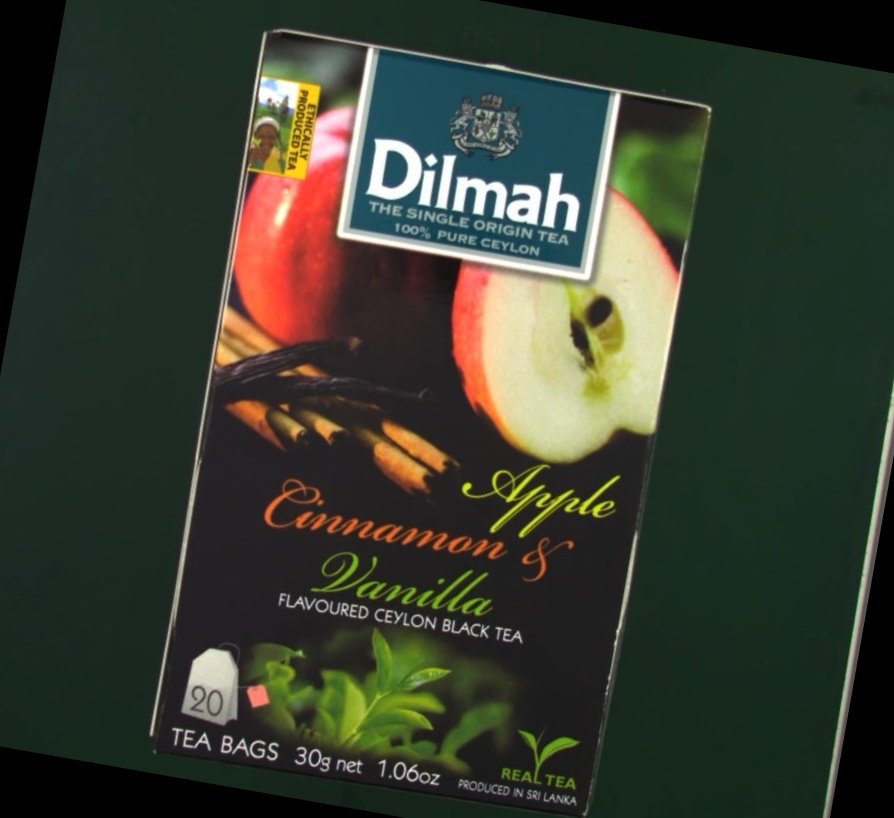 ETHICALLY
PRODUCED TEA
Dilmah
THE SINGLE ORIGIN TEA
100% PURE CEYLON
Apple
Cinnamon &
Vanilla
FLAVOURED CEYLON BLACK TEA
20
TEA BAGS 30g net 1.06oz
REAL TEA
PRODUCED IN SRI LANKA